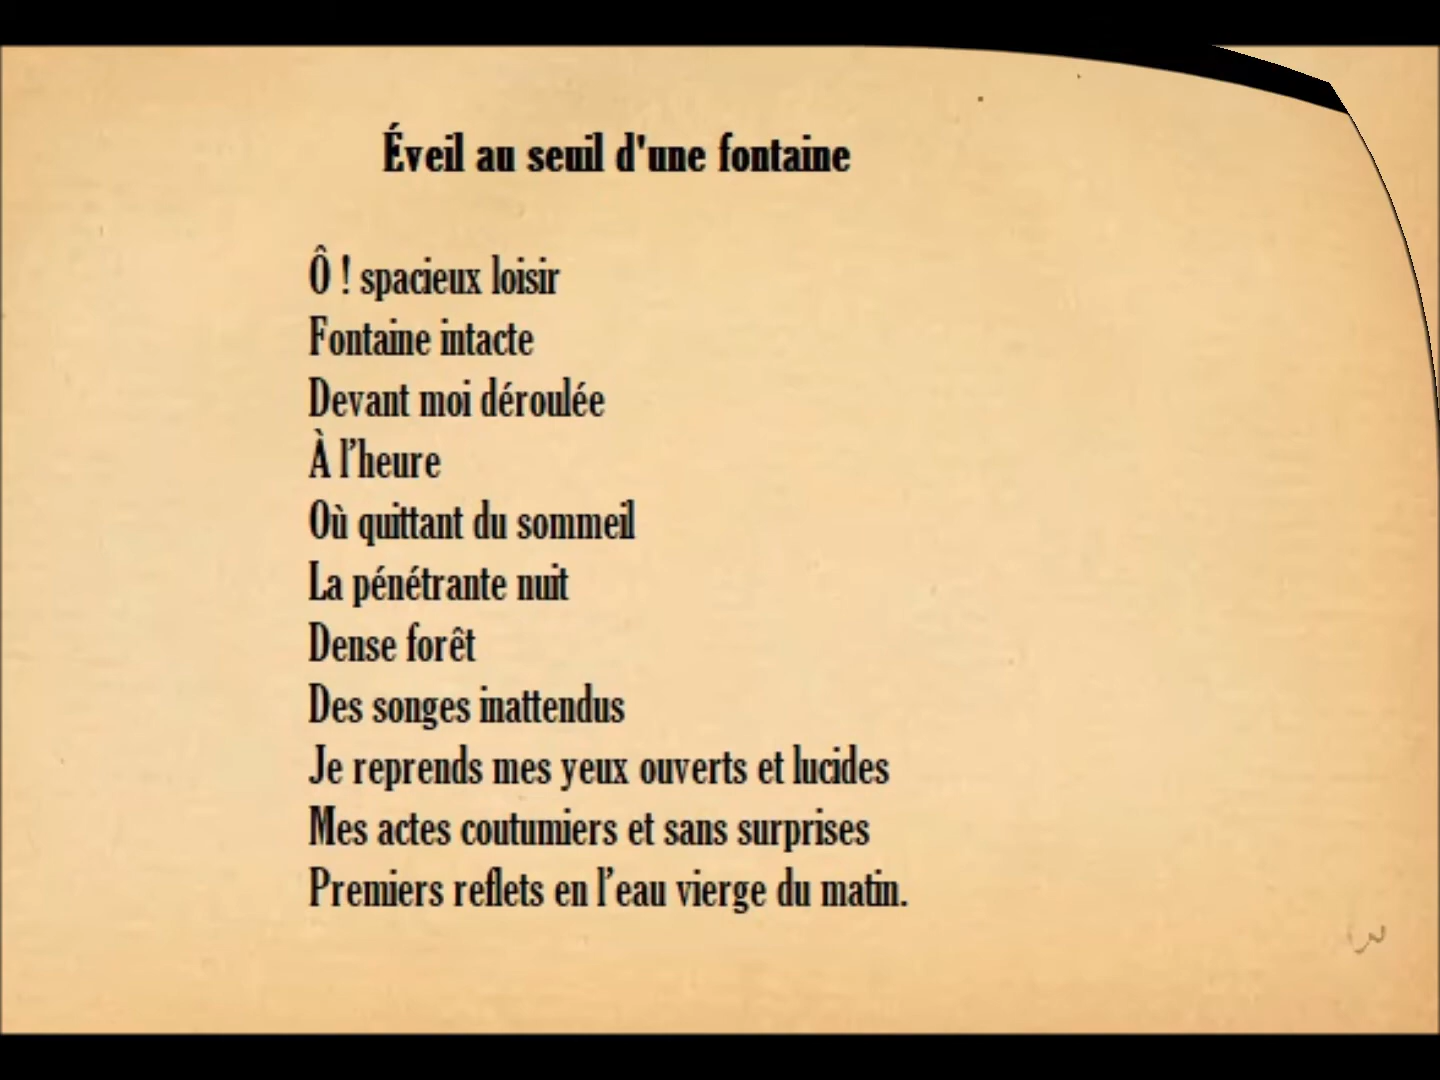 Éveil au seuil d'une fontaine
Ô ! spacieux loisir
Fontaine intacte
Devant moi déroulée
À l’heure
Où quittant du sommeil
La pénétrante nuit
Dense forêt
Des songes inattendus
Je reprends mes yeux ouverts et lucides
Mes actes coutumiers et sans surprises
Premiers reflets en l’eau vierge du matin.